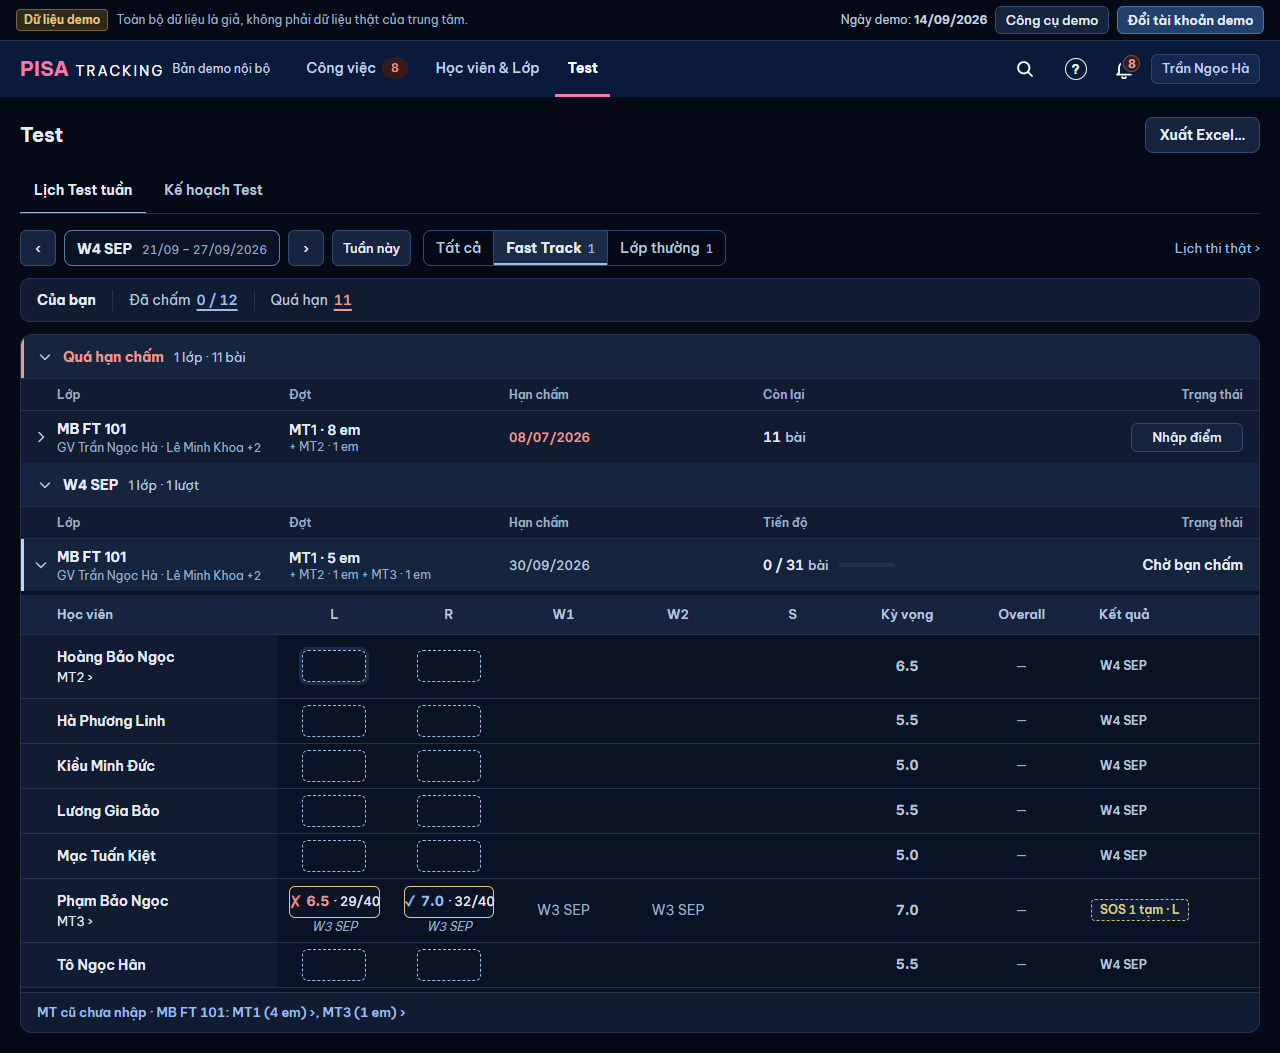 Dữ liệu demo Toàn bộ dữ liệu là giả, không phải dữ liệu thật của trung tâm. Ngày demo: 14/09/2026 Công cụ demo Đổi tài khoản demo
PISA TRACKING Bản demo nội bộ Công việc 8 Học viên & Lớp Test ? 8 Trần Ngọc Hà
Test Xuất Excel...
Lịch Test tuần Kế hoạch Test
‹ W4 SEP 21/09 – 27/09/2026 › Tuần này Tất cả Fast Track 1 Lớp thường 1 Lịch thi thật ›
Của bạn Đã chấm 0 / 12 Quá hạn 11
Quá hạn chấm 1 lớp · 11 bài
Lớp Đợt Hạn chấm Còn lại Trạng thái
MB FT 101 MT1 · 8 em 08/07/2026 11 bài Nhập điểm
GV Trần Ngọc Hà · Lê Minh Khoa +2 + MT2 · 1 em
W4 SEP 1 lớp · 1 lượt
Lớp Đợt Hạn chấm Tiến độ Trạng thái
MB FT 101 MT1 · 5 em 30/09/2026 0 / 31 bài Chờ bạn chấm
GV Trần Ngọc Hà · Lê Minh Khoa +2 + MT2 · 1 em + MT3 · 1 em
Học viên L R W1 W2 S Kỳ vọng Overall Kết quả
Hoàng Bảo Ngọc 6.5 — W4 SEP
MT2 ›
Hà Phương Linh 5.5 — W4 SEP
Kiều Minh Đức 5.0 — W4 SEP
Lương Gia Bảo 5.5 — W4 SEP
Mạc Tuấn Kiệt 5.0 — W4 SEP
Phạm Bảo Ngọc ✗ 6.5 · 29/40 ✓ 7.0 · 32/40 W3 SEP W3 SEP 7.0 — SOS 1 tạm · L
MT3 › W3 SEP W3 SEP
Tô Ngọc Hân 5.5 — W4 SEP
MT cũ chưa nhập · MB FT 101: MT1 (4 em) ›, MT3 (1 em) ›